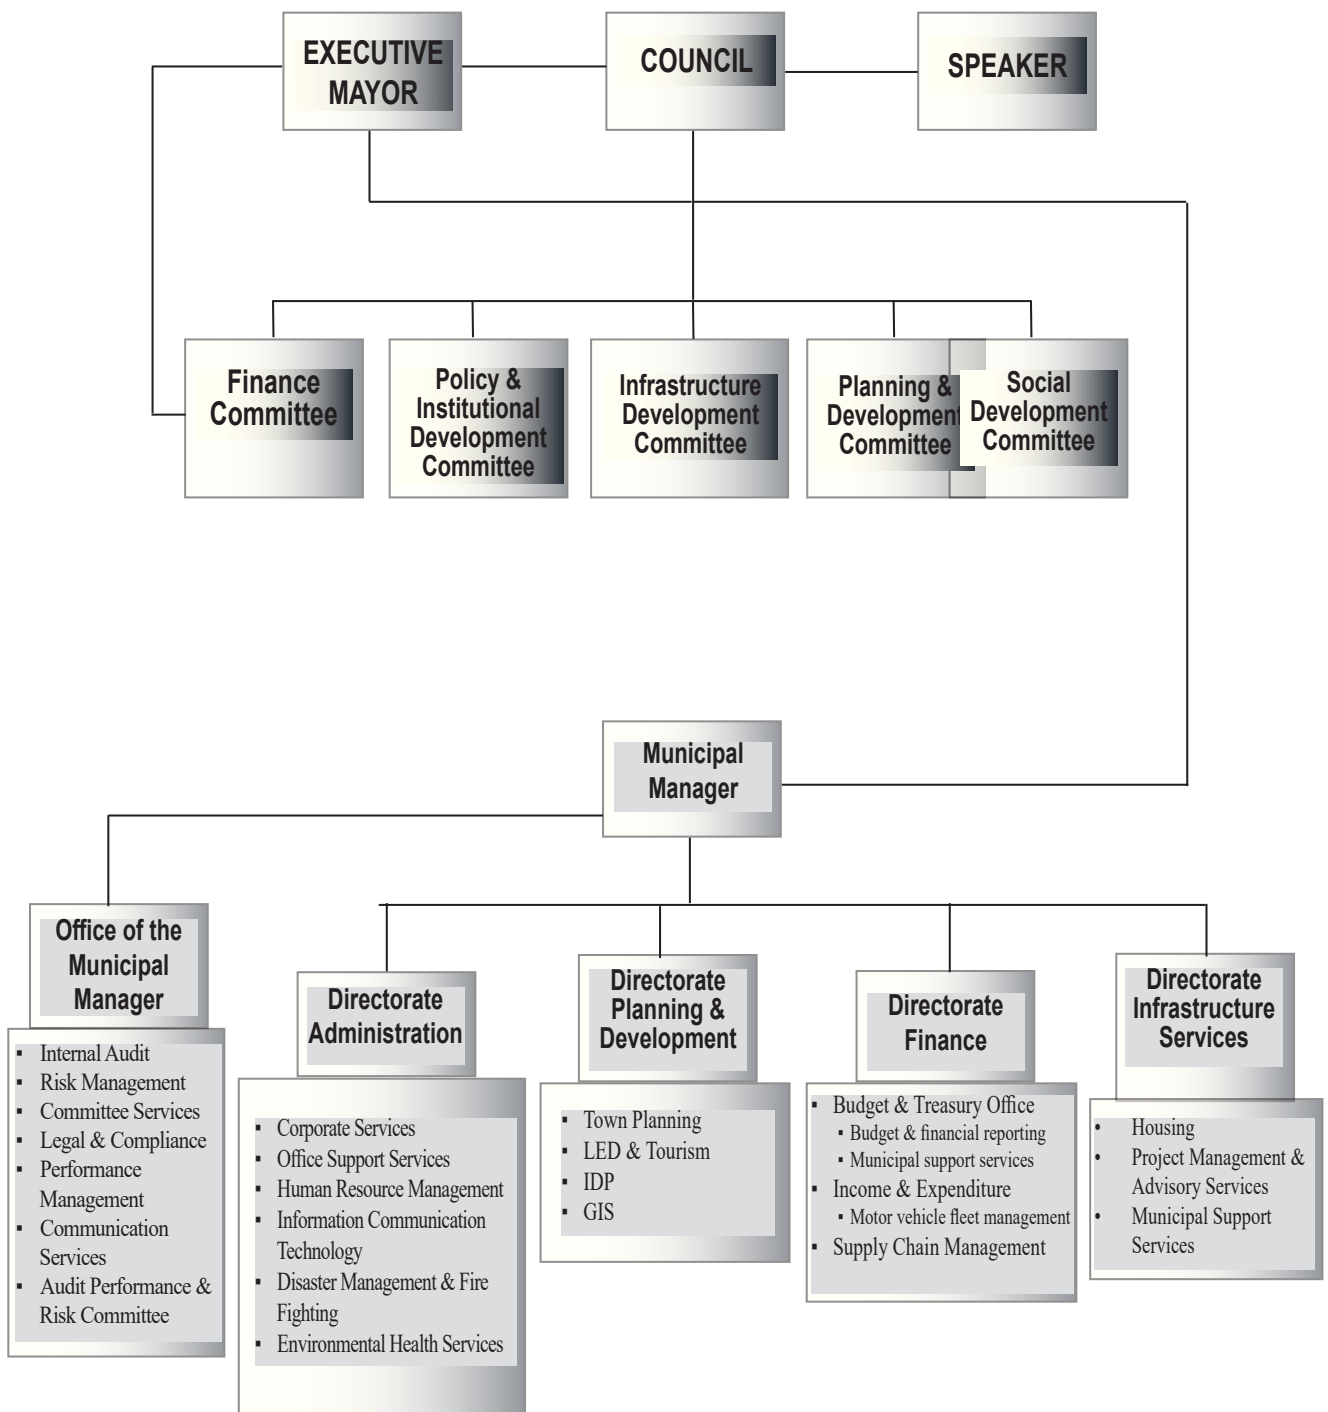 EXECUTIVE
MAYOR
COUNCIL
SPEAKER
Finance
Committee
Policy &
Institutional
Development
Committee
Infrastructure
Development
Committee
Planning &
Development
Committee
Social
Development
Committee
Municipal
Manager
Office of the
Municipal
Manager
▪ Internal Audit
▪ Risk Management
▪ Committee Services
▪ Legal & Compliance
▪ Performance
Management
▪ Communication
Services
▪ Audit Performance &
Risk Committee
Directorate
Administration
▪ Corporate Services
▪ Office Support Services
▪ Human Resource Management
▪ Information Communication
Technology
▪ Disaster Management & Fire
Fighting
▪ Environmental Health Services
Directorate
Planning &
Development
▪ Town Planning
▪ LED & Tourism
▪ IDP
▪ GIS
Directorate
Finance
▪ Budget & Treasury Office
▪ Budget & financial reporting
▪ Municipal support services
▪ Income & Expenditure
▪ Motor vehicle fleet management
▪ Supply Chain Management
Directorate
Infrastructure
Services
• Housing
• Project Management &
Advisory Services
• Municipal Support
Services